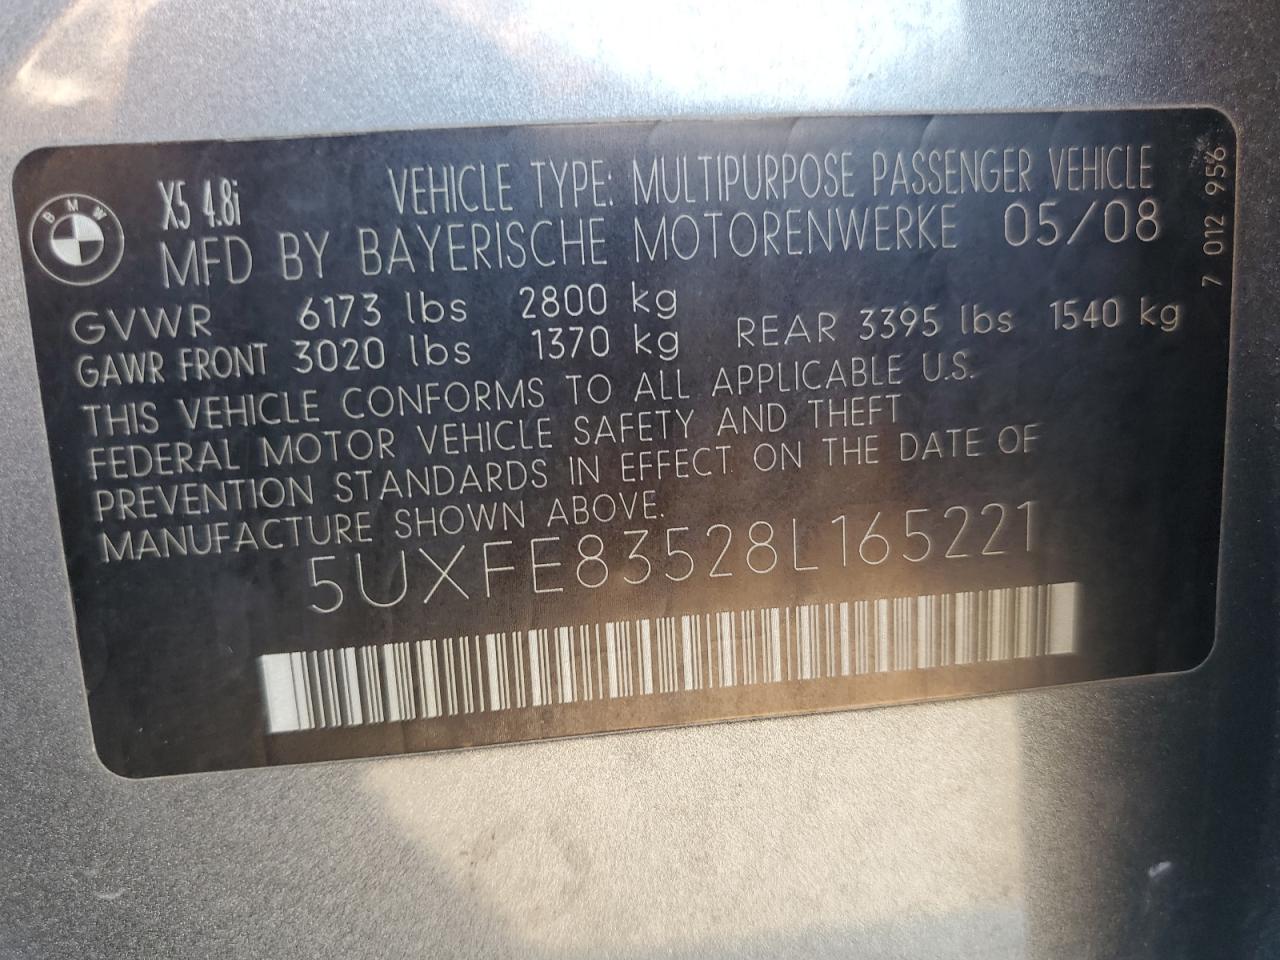 BMW
X5 4.8i
VEHICLE TYPE: MULTIPURPOSE PASSENGER VEHICLE
MFD BY BAYERISCHE MOTORENWERKE 05/08
GVWR 6173 lbs 2800 kg
GAWR FRONT 3020 lbs 1370 kg REAR 3395 lbs 1540 kg
THIS VEHICLE CONFORMS TO ALL APPLICABLE U.S.
FEDERAL MOTOR VEHICLE SAFETY AND THEFT
PREVENTION STANDARDS IN EFFECT ON THE DATE OF
MANUFACTURE SHOWN ABOVE.
5UXFE83528L165221
7 012 956